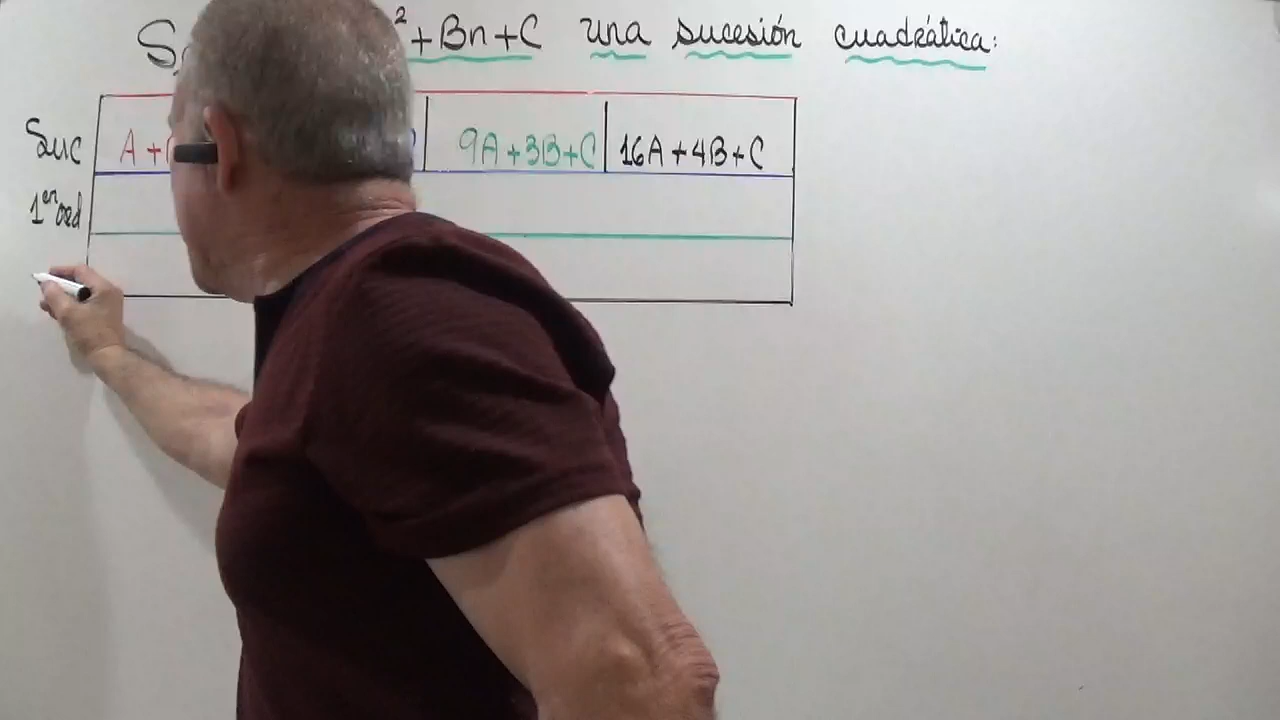 ² + Bn + C una sucesión cuadrática:
Suc A + 9A + 3B + C 16A + 4B + C
1er ord